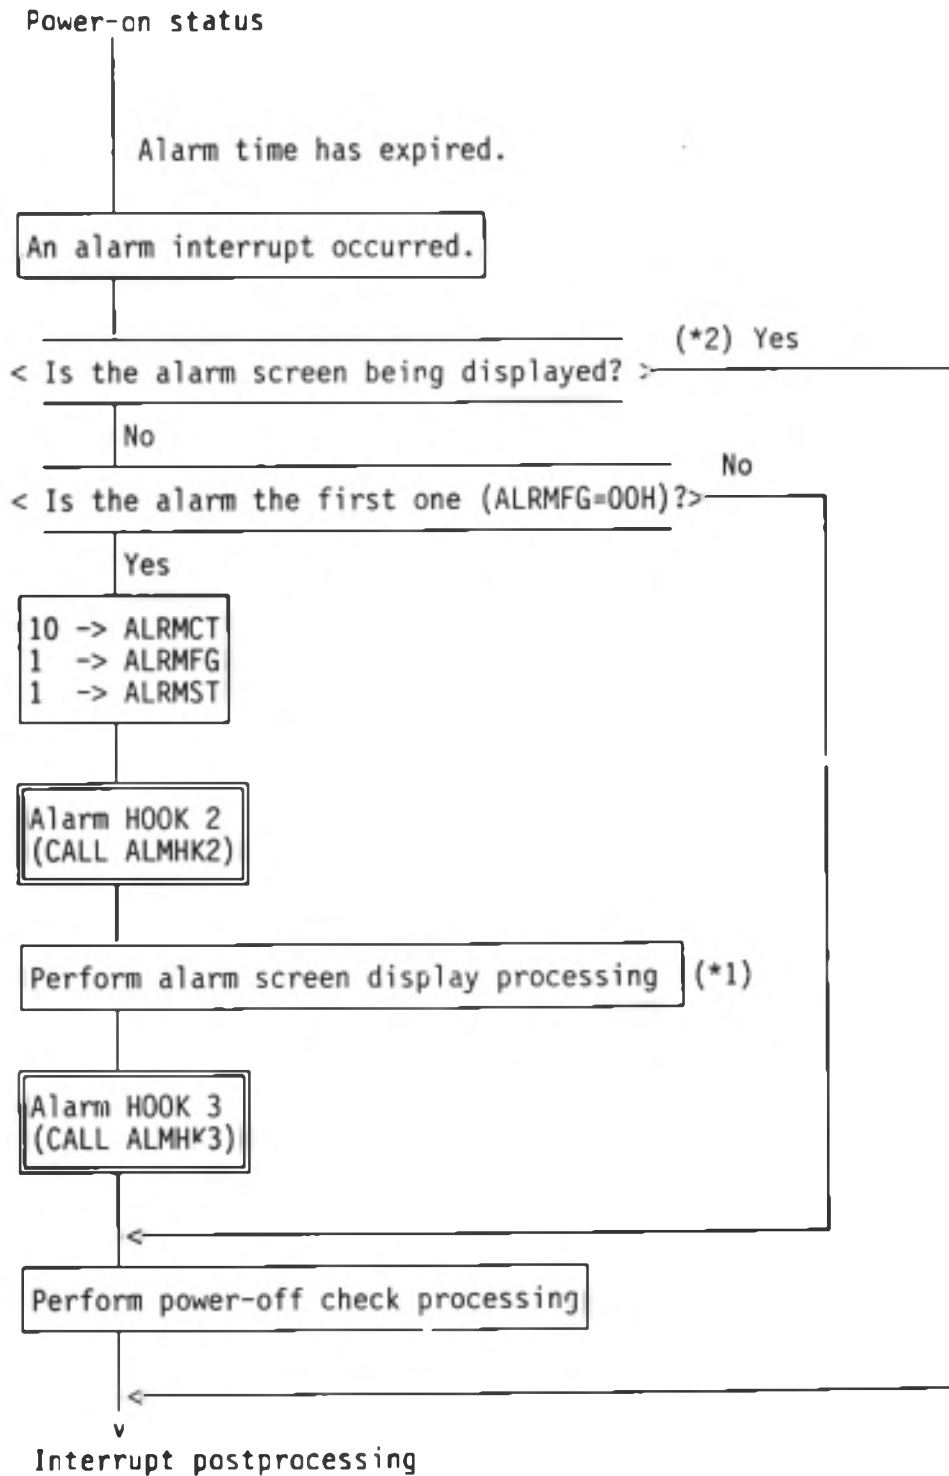 Power-on status
Alarm time has expired.
An alarm interrupt occurred.
(*2) Yes
< Is the alarm screen being displayed? >
No
No
< Is the alarm the first one (ALRMFG=00H)?>
Yes
10 -> ALRMCT
1 -> ALRMFG
1 -> ALRMST
Alarm HOOK 2
(CALL ALMHK2)
Perform alarm screen display processing (*1)
Alarm HOOK 3
(CALL ALMHK3)
<
Perform power-off check processing
<
v
Interrupt postprocessing